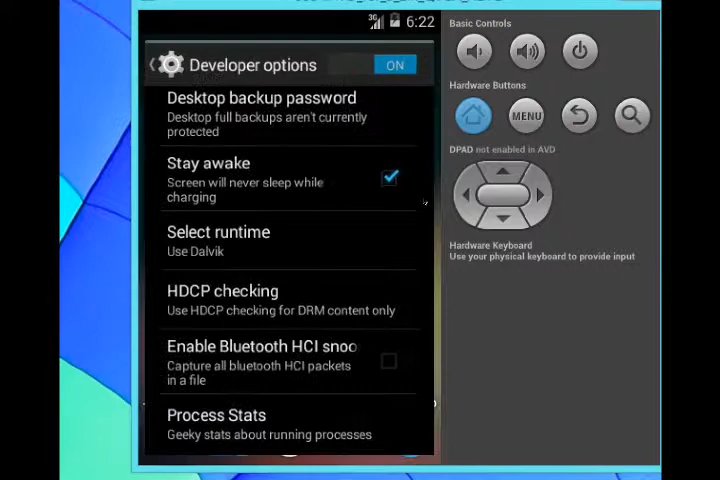 3G 6:22
Developer options ON
Desktop backup password
Desktop full backups aren't currently
protected
Stay awake
Screen will never sleep while
charging
Select runtime
Use Dalvik
HDCP checking
Use HDCP checking for DRM content only
Enable Bluetooth HCI snoo
Capture all bluetooth HCI packets
in a file
Process Stats
Geeky stats about running processes
Basic Controls
Hardware Buttons
MENU
DPAD not enabled in AVD
Hardware Keyboard
Use your physical keyboard to provide input